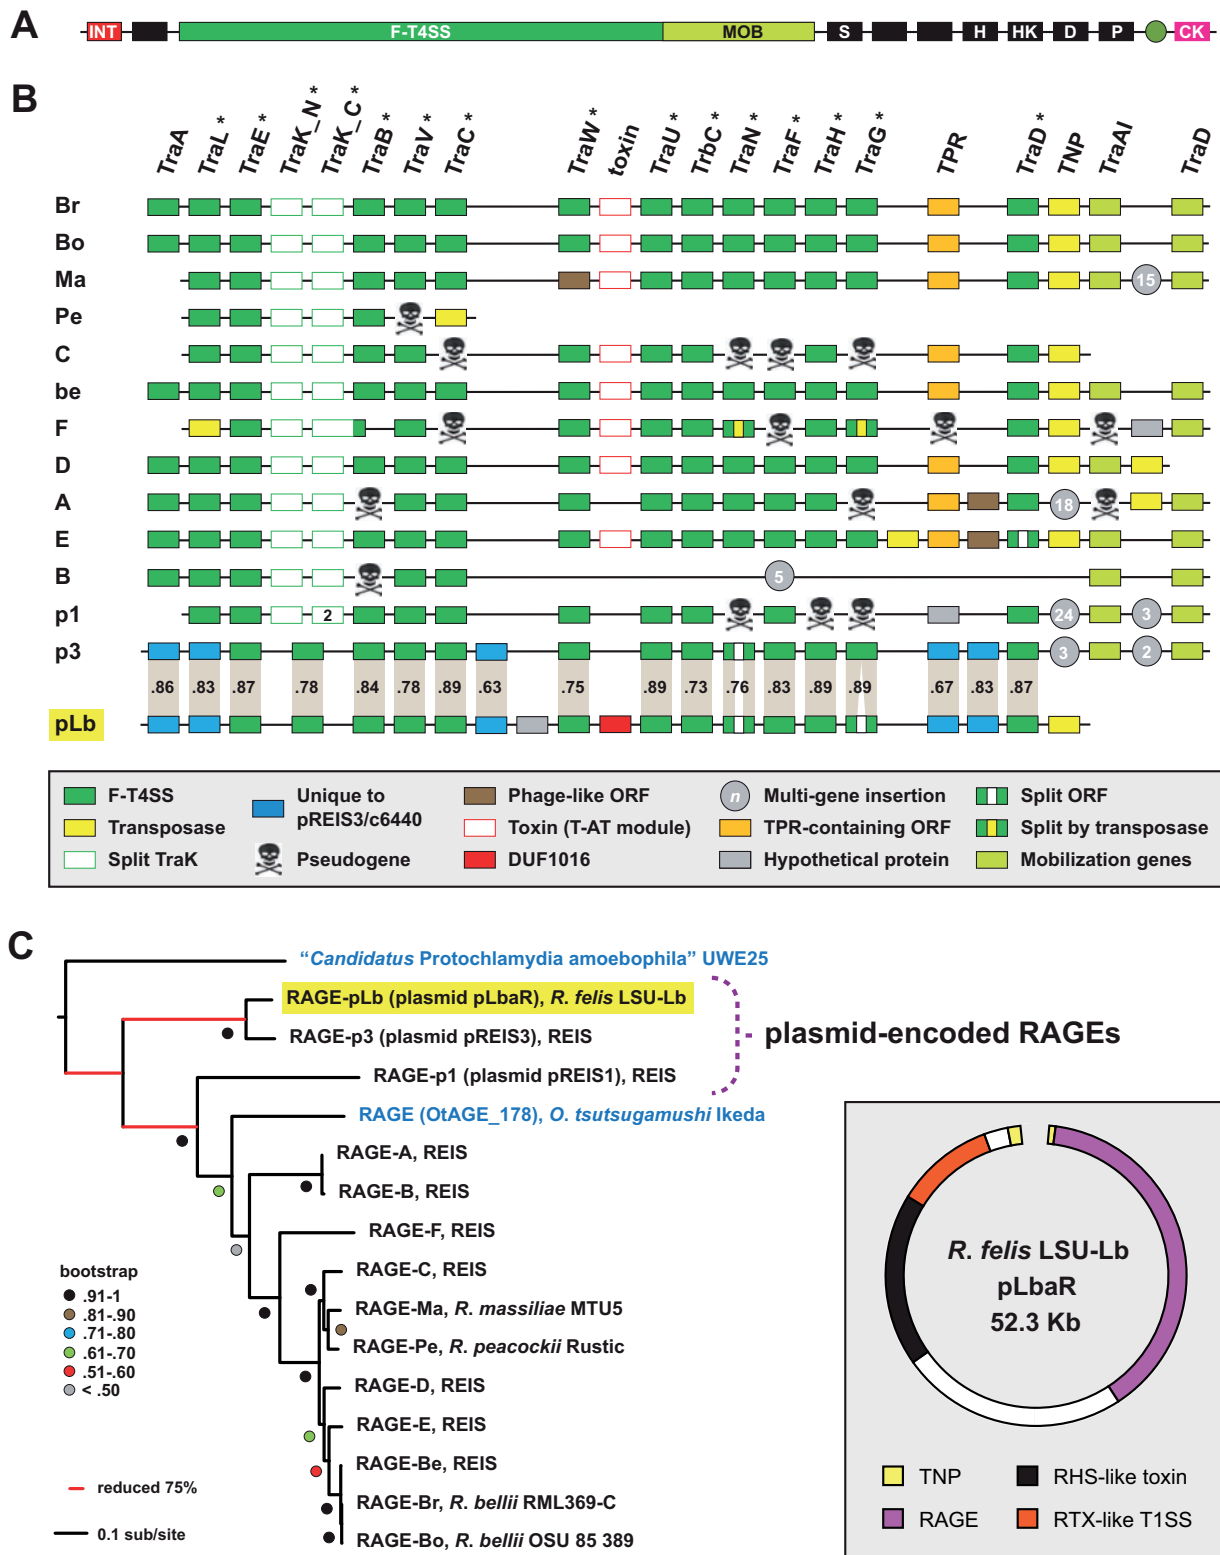 A
INT F-T4SS MOB S H HK D P CK
B
TraA TraL* TraE* TraK_N* TraK_C* TraB* TraV* TraC* TraW* toxin TraU* TrbC* TraN* TraF* TraH* TraG* TPR TraD* TNP TraAI TraD
Br
Bo
Ma 15
Pe
C
be
F
D
A 18
E
B 5
p1 2 24 3
p3 3 2
.86 .83 .87 .78 .84 .78 .89 .63 .75 .89 .73 .76 .83 .89 .89 .67 .83 .87
pLb
F-T4SS
Transposase
Split TraK
Unique to
pREIS3/c6440
Pseudogene
Phage-like ORF
Toxin (T-AT module)
DUF1016
n Multi-gene insertion
TPR-containing ORF
Hypothetical protein
Split ORF
Split by transposase
Mobilization genes
C
“Candidatus Protochlamydia amoebophila” UWE25
RAGE-pLb (plasmid pLbaR), R. felis LSU-Lb
RAGE-p3 (plasmid pREIS3), REIS
plasmid-encoded RAGEs
RAGE-p1 (plasmid pREIS1), REIS
RAGE (OtAGE_178), O. tsutsugamushi Ikeda
RAGE-A, REIS
RAGE-B, REIS
RAGE-F, REIS
RAGE-C, REIS
RAGE-Ma, R. massiliae MTU5
RAGE-Pe, R. peacockii Rustic
RAGE-D, REIS
RAGE-E, REIS
RAGE-Be, REIS
RAGE-Br, R. bellii RML369-C
RAGE-Bo, R. bellii OSU 85 389
bootstrap
.91-1
.81-.90
.71-.80
.61-.70
.51-.60
< .50
reduced 75%
0.1 sub/site
R. felis LSU-Lb
pLbaR
52.3 Kb
TNP
RHS-like toxin
RAGE
RTX-like T1SS